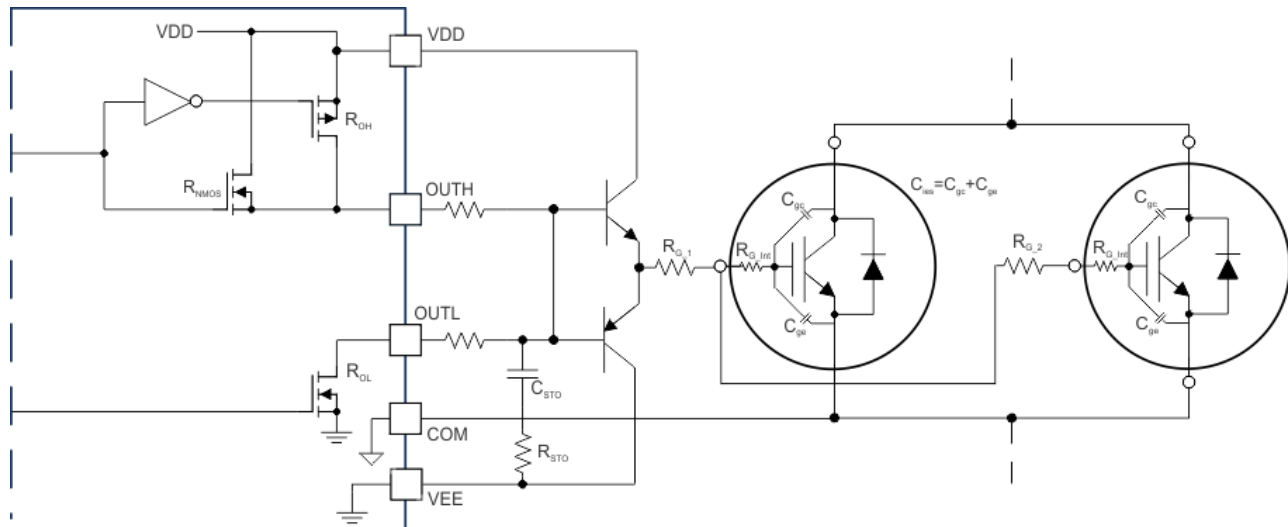 VDD
VDD
R_OH
R_NMOS
OUTH
OUTL
R_OL
C_STO
COM
R_STO
VEE
R_G_1
C_ies=C_gc+C_ge
C_gc
R_G_Int
C_ge
R_G_2
C_gc
R_G_Int
C_ge